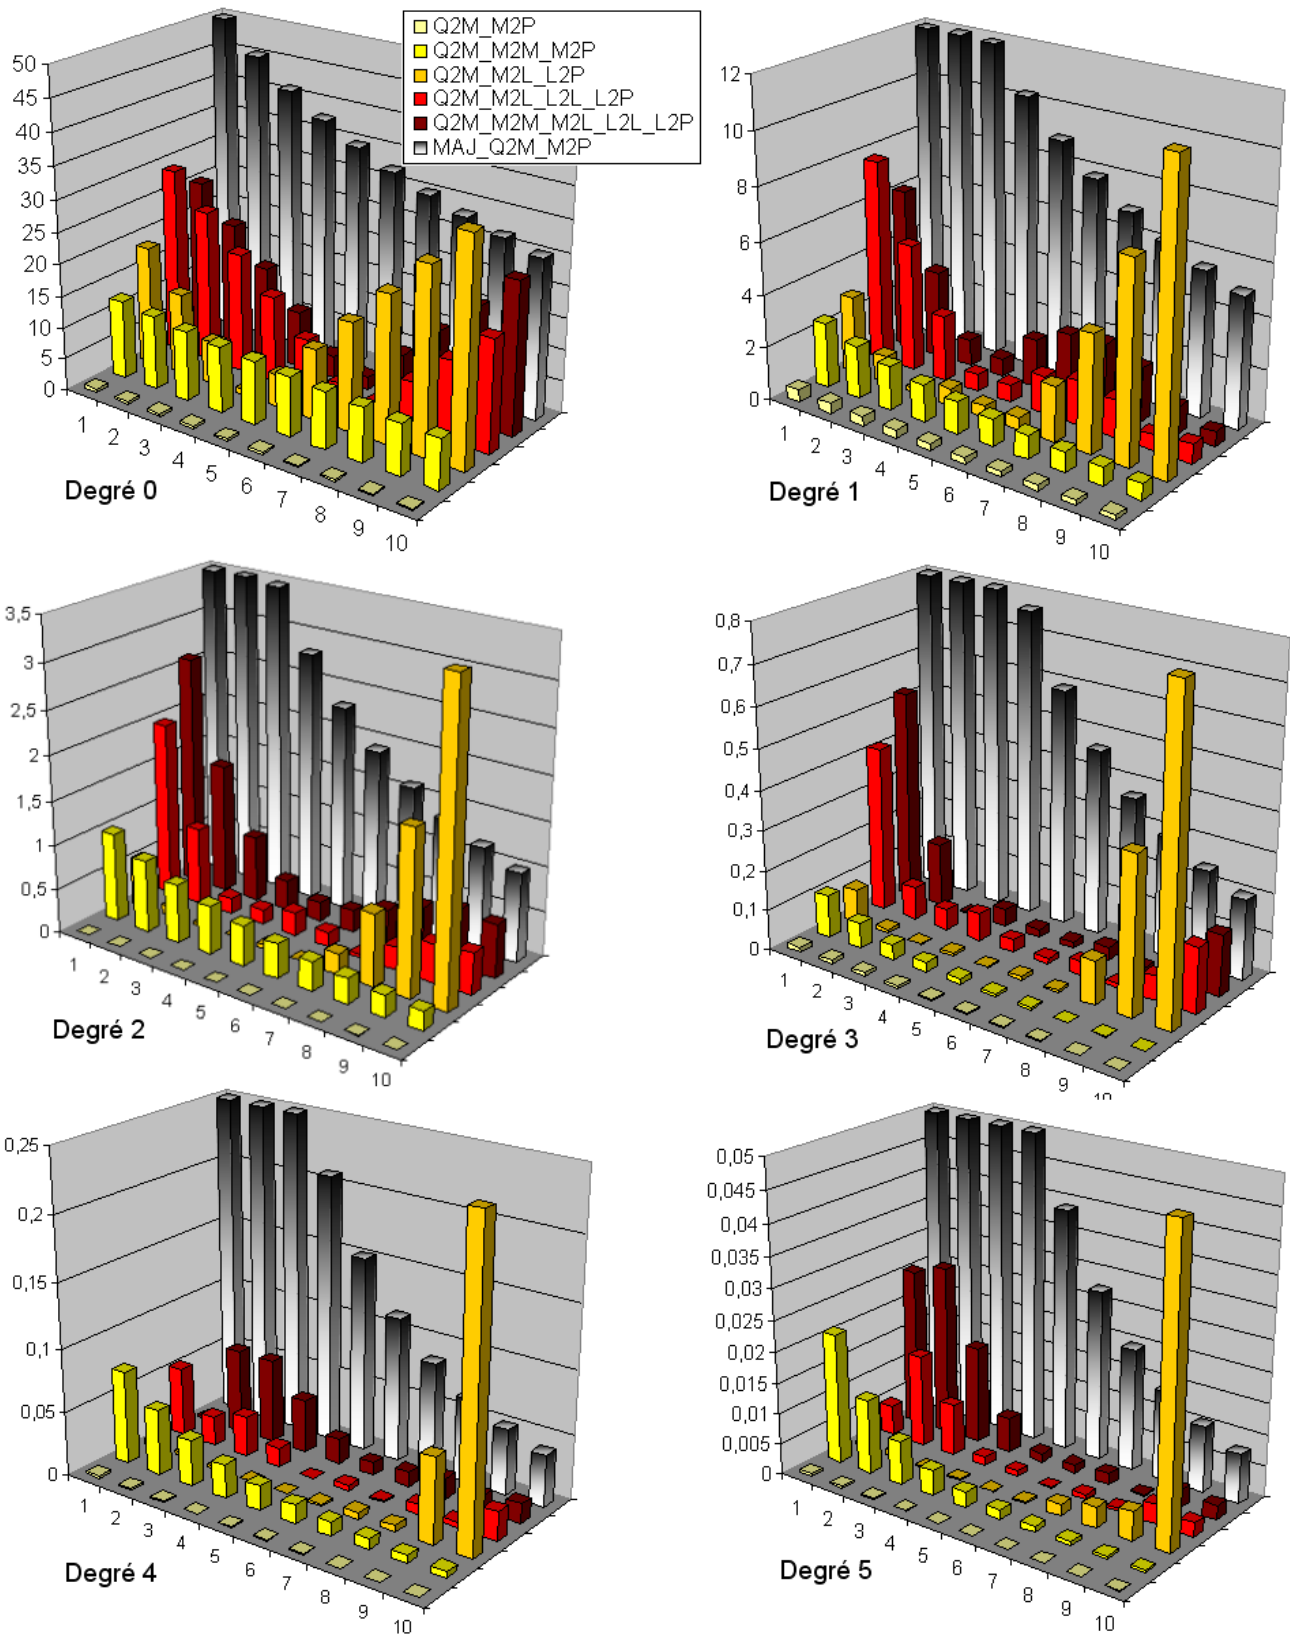 Q2M_M2P
Q2M_M2M_M2P
Q2M_M2L_L2P
Q2M_M2L_L2L_L2P
Q2M_M2M_M2L_L2L_L2P
MAJ_Q2M_M2P
50
45
40
35
30
25
20
15
10
5
0
1 2 3 4 5 6 7 8 9 10
Degré 0
12
10
8
6
4
2
0
1 2 3 4 5 6 7 8 9 10
Degré 1
3,5
3
2,5
2
1,5
1
0,5
0
1 2 3 4 5 6 7 8 9 10
Degré 2
0,8
0,7
0,6
0,5
0,4
0,3
0,2
0,1
0
1 2 3 4 5 6 7 8 9 10
Degré 3
0,25
0,2
0,15
0,1
0,05
0
1 2 3 4 5 6 7 8 9 10
Degré 4
0,05
0,045
0,04
0,035
0,03
0,025
0,02
0,015
0,01
0,005
0
1 2 3 4 5 6 7 8 9 10
Degré 5